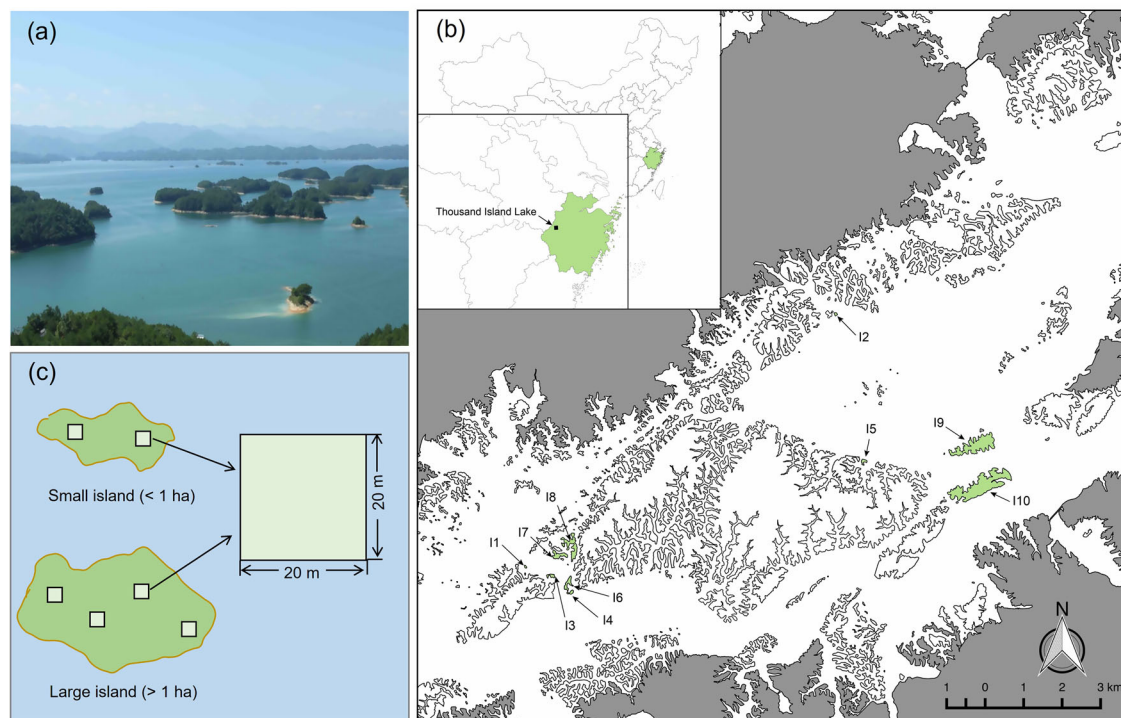 (a)
(b)
Thousand Island Lake
I2
I5
I9
I10
I8
I7
I1
I6
I3
I4
N
1 0 1 2 3 km
(c)
Small island (< 1 ha)
20 m
20 m
Large island (> 1 ha)